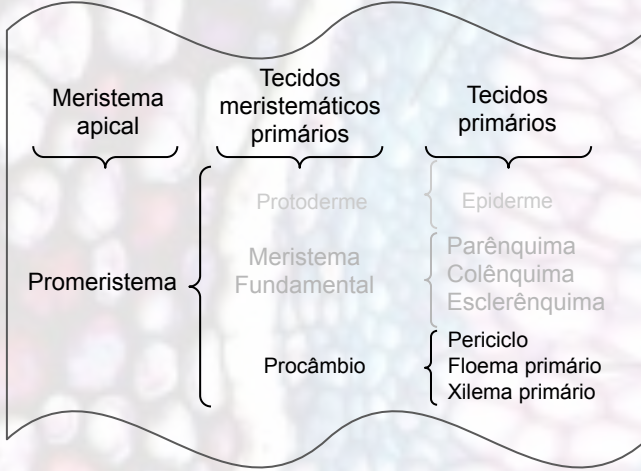 Meristema
apical
Tecidos
meristemáticos
primários
Tecidos
primários
Promeristema
Protoderme
Epiderme
Meristema
Fundamental
Parênquima
Colênquima
Esclerênquima
Procâmbio
Periciclo
Floema primário
Xilema primário